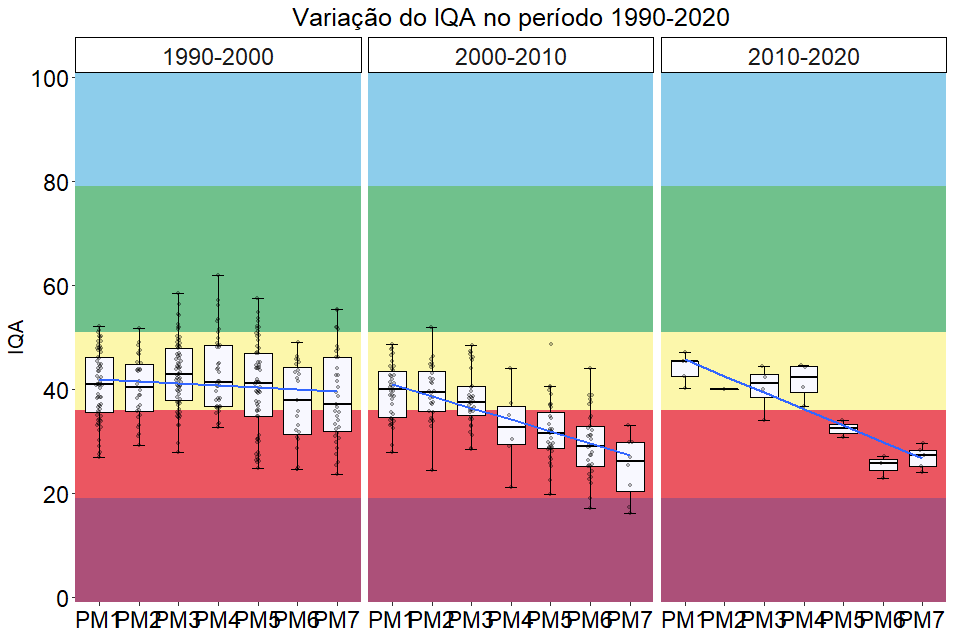 Variação do IQA no período 1990-2020
1990-2000 2000-2010 2010-2020
100
80
60
40
20
0
IQA
PM1 PM2 PM3 PM4 PM5 PM6 PM7 PM1 PM2 PM3 PM4 PM5 PM6 PM7 PM1 PM2 PM3 PM4 PM5 PM6 PM7